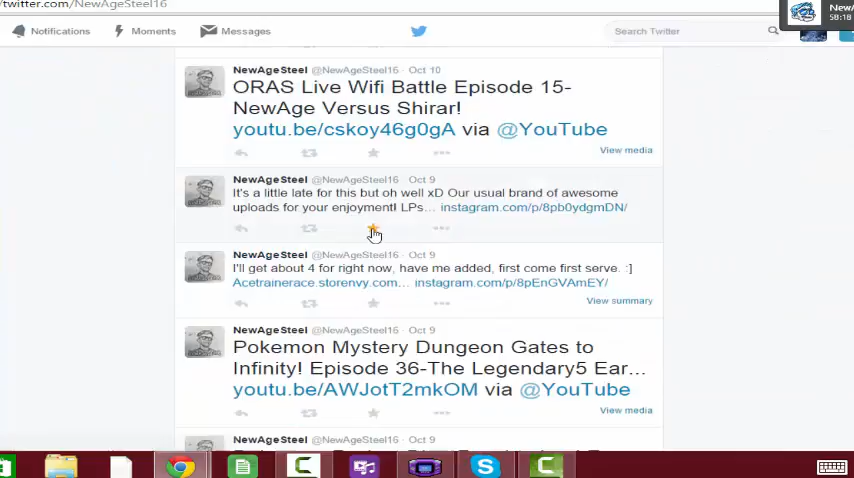 /twitter.com/NewAgeSteel16
NewA
58:18
Notifications Moments Messages Search Twitter
NewAgeSteel @NewAgeSteel16 · Oct 10
ORAS Live Wifi Battle Episode 15-
NewAge Versus Shirar!
youtu.be/cskoy46g0gA via @YouTube
View media
NewAgeSteel @NewAgeSteel16 · Oct 9
It's a little late for this but oh well xD Our usual brand of awesome
uploads for your enjoyment! LPs... instagram.com/p/8pb0ydgmDN/
NewAgeSteel @NewAgeSteel16 · Oct 9
I'll get about 4 for right now, have me added, first come first serve. :]
Acetrainerace.storenvy.com... instagram.com/p/8pEnGVAmEY/
View summary
NewAgeSteel @NewAgeSteel16 · Oct 9
Pokemon Mystery Dungeon Gates to
Infinity! Episode 36-The Legendary5 Ear...
youtu.be/AWJotT2mkOM via @YouTube
View media
NewAgeSteel @NewAgeSteel16 · Oct 9